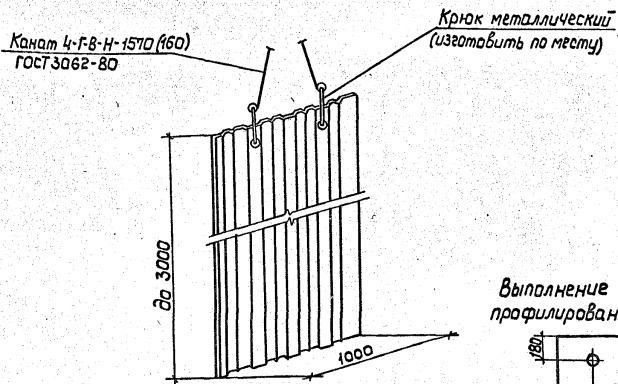 Крюк металлический
(изготовить по месту)
Канат 4-Г-В-Н-1570 (160)
ГОСТ 3062-80
до 3000
1000
Выполнение
профилирован
180